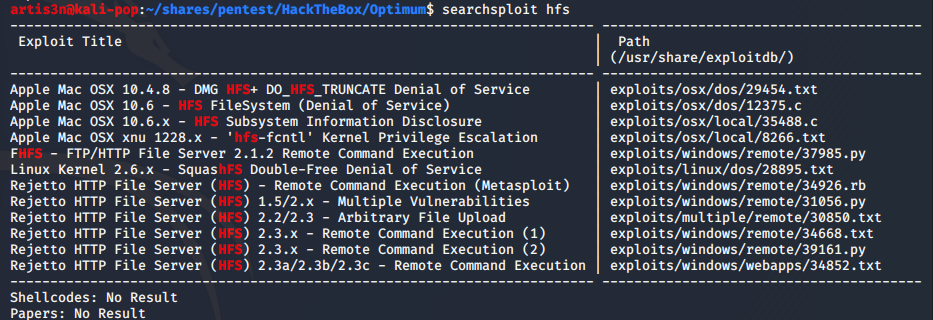 artis3n@kali-pop:~/shares/pentest/HackTheBox/Optimum$ searchsploit hfs
---------------------------------------------------------------------- ----------------------------------------
Exploit Title | Path
| (/usr/share/exploitdb/)
---------------------------------------------------------------------- ----------------------------------------
Apple Mac OSX 10.4.8 - DMG HFS+ DO_HFS_TRUNCATE Denial of Service | exploits/osx/dos/29454.txt
Apple Mac OSX 10.6 - HFS FileSystem (Denial of Service) | exploits/osx/dos/12375.c
Apple Mac OSX 10.6.x - HFS Subsystem Information Disclosure | exploits/osx/local/35488.c
Apple Mac OSX xnu 1228.x - 'hfs-fcntl' Kernel Privilege Escalation | exploits/osx/local/8266.txt
FHFS - FTP/HTTP File Server 2.1.2 Remote Command Execution | exploits/windows/remote/37985.py
Linux Kernel 2.6.x - SquashFS Double-Free Denial of Service | exploits/linux/dos/28895.txt
Rejetto HTTP File Server (HFS) - Remote Command Execution (Metasploit) | exploits/windows/remote/34926.rb
Rejetto HTTP File Server (HFS) 1.5/2.x - Multiple Vulnerabilities | exploits/windows/remote/31056.py
Rejetto HTTP File Server (HFS) 2.2/2.3 - Arbitrary File Upload | exploits/multiple/remote/30850.txt
Rejetto HTTP File Server (HFS) 2.3.x - Remote Command Execution (1) | exploits/windows/remote/34668.txt
Rejetto HTTP File Server (HFS) 2.3.x - Remote Command Execution (2) | exploits/windows/remote/39161.py
Rejetto HTTP File Server (HFS) 2.3a/2.3b/2.3c - Remote Command Execution | exploits/windows/webapps/34852.txt
---------------------------------------------------------------------- ----------------------------------------
Shellcodes: No Result
Papers: No Result